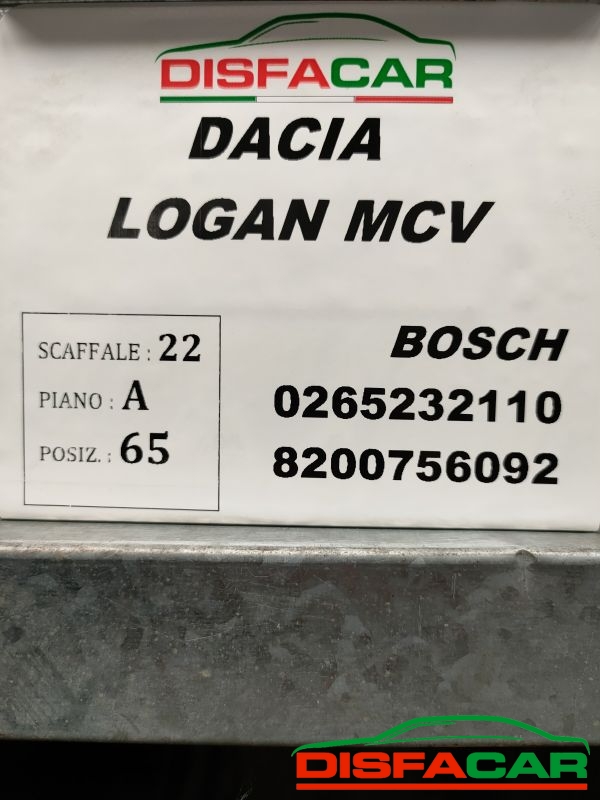 DISFACAR
DACIA
LOGAN MCV
SCAFFALE : 22
PIANO : A
POSIZ. : 65
BOSCH
0265232110
8200756092
DISFACAR